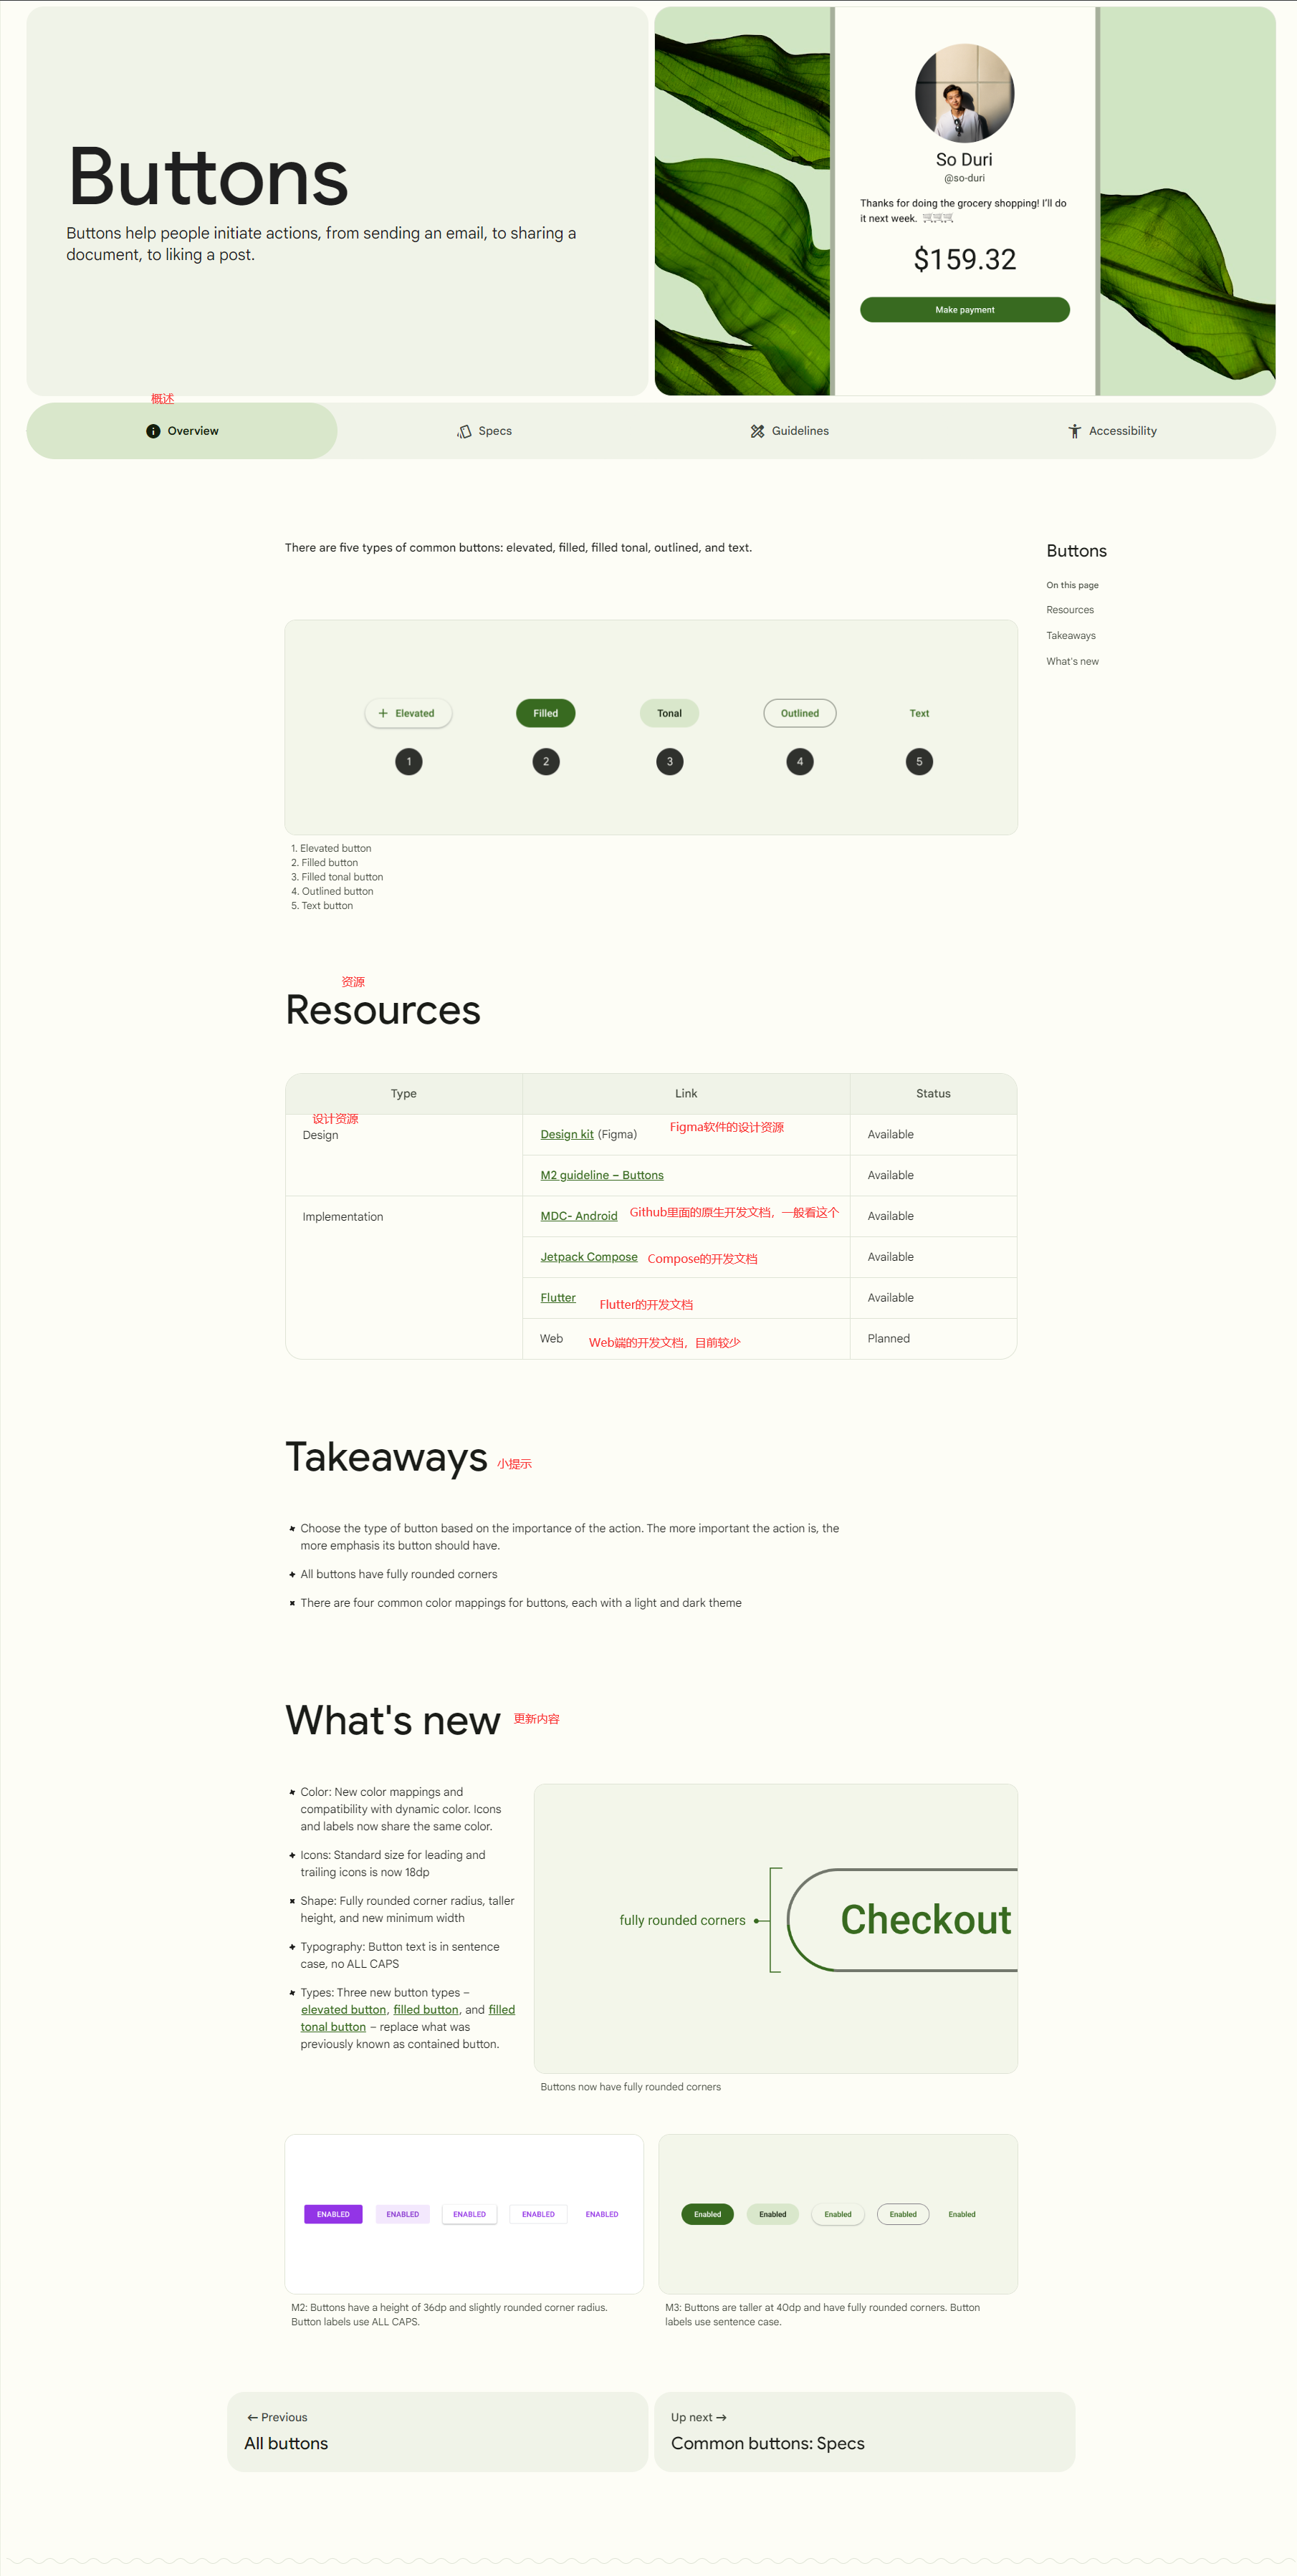 Buttons
Buttons help people initiate actions, from sending an email, to sharing a
document, to liking a post.
So Duri
@so-duri
Thanks for doing the grocery shopping! I'll do
it next week. 🛒🛒🛒
$159.32
Make payment
概述
Overview
Specs
Guidelines
Accessibility
There are five types of common buttons: elevated, filled, filled tonal, outlined, and text.
Buttons
On this page
Resources
Takeaways
What's new
+ Elevated
Filled
Tonal
Outlined
Text
1
2
3
4
5
1. Elevated button
2. Filled button
3. Filled tonal button
4. Outlined button
5. Text button
资源
Resources
Type
Link
Status
设计资源
Design
Design kit (Figma)
Figma软件的设计资源
Available
M2 guideline – Buttons
Available
Implementation
MDC- Android
Github里面的原生开发文档，一般看这个
Available
Jetpack Compose
Compose的开发文档
Available
Flutter
Flutter的开发文档
Available
Web
Web端的开发文档，目前较少
Planned
Takeaways
小提示
Choose the type of button based on the importance of the action. The more important the action is, the
more emphasis its button should have.
All buttons have fully rounded corners
There are four common color mappings for buttons, each with a light and dark theme
What's new
更新内容
Color: New color mappings and
compatibility with dynamic color. Icons
and labels now share the same color.
Icons: Standard size for leading and
trailing icons is now 18dp
Shape: Fully rounded corner radius, taller
height, and new minimum width
Typography: Button text is in sentence
case, no ALL CAPS
Types: Three new button types –
elevated button, filled button, and filled
tonal button – replace what was
previously known as contained button.
fully rounded corners
Checkout
Buttons now have fully rounded corners
ENABLED
ENABLED
ENABLED
ENABLED
ENABLED
M2: Buttons have a height of 36dp and slightly rounded corner radius.
Button labels use ALL CAPS.
Enabled
Enabled
Enabled
Enabled
Enabled
M3: Buttons are taller at 40dp and have fully rounded corners. Button
labels use sentence case.
← Previous
All buttons
Up next →
Common buttons: Specs